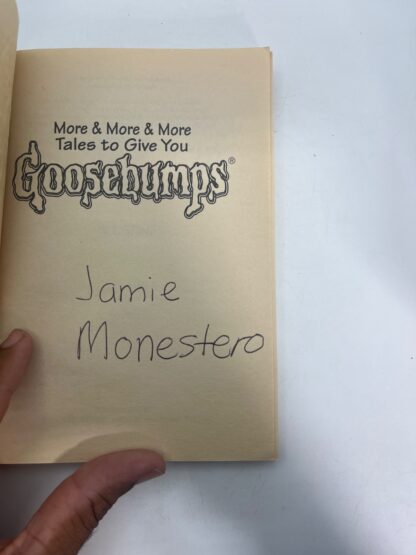 More & More & More
Tales to Give You
Goosebumps®
Jamie
Monestero